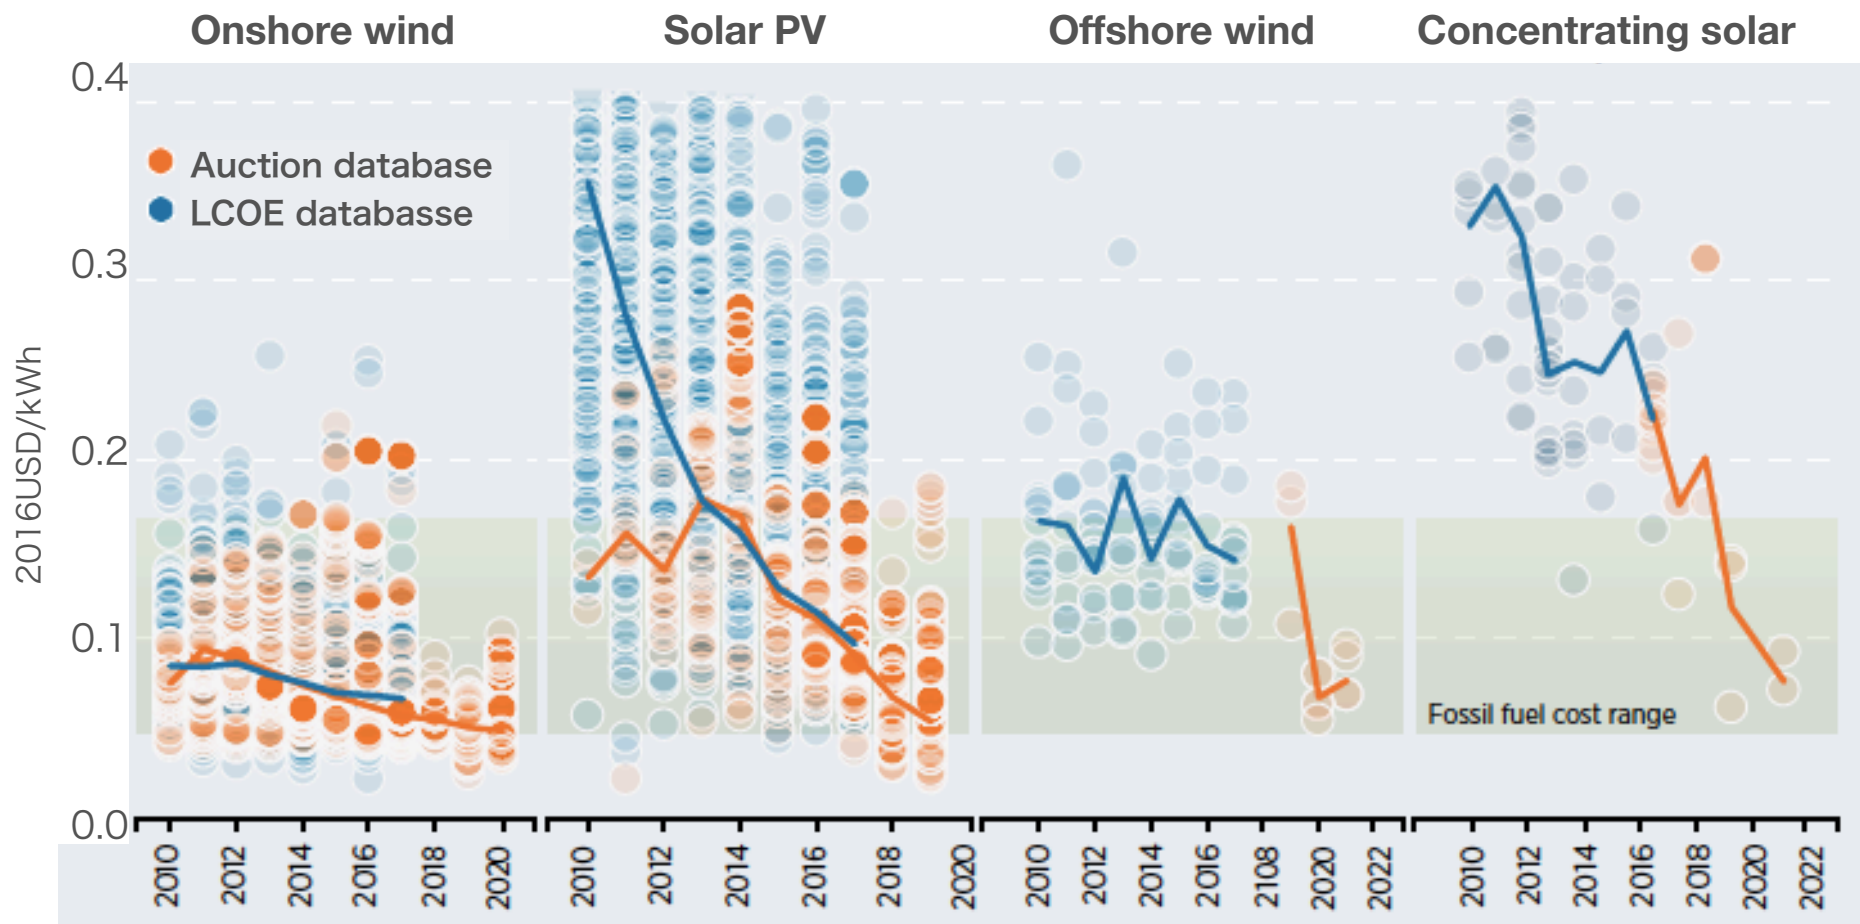 Onshore wind Solar PV Offshore wind Concentrating solar
0.4
Auction database
LCOE databasse
0.3
0.2
0.1
0.0
2016USD/kWh
Fossil fuel cost range
2010 2012 2014 2016 2018 2020 2010 2012 2014 2016 2018 2020 2010 2012 2014 2016 2108 2020 2022 2010 2012 2014 2016 2018 2020 2022